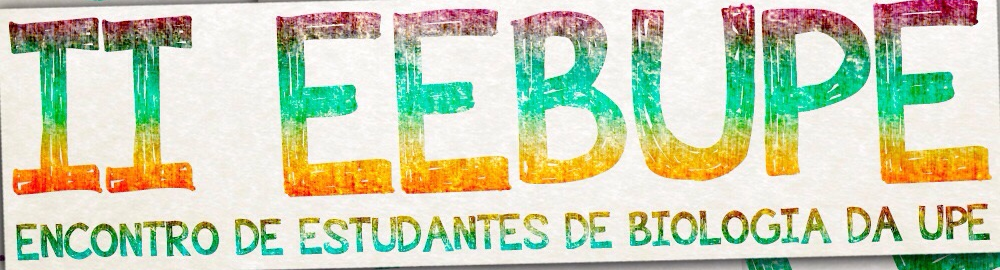 II EEBUPE
ENCONTRO DE ESTUDANTES DE BIOLOGIA DA UPE